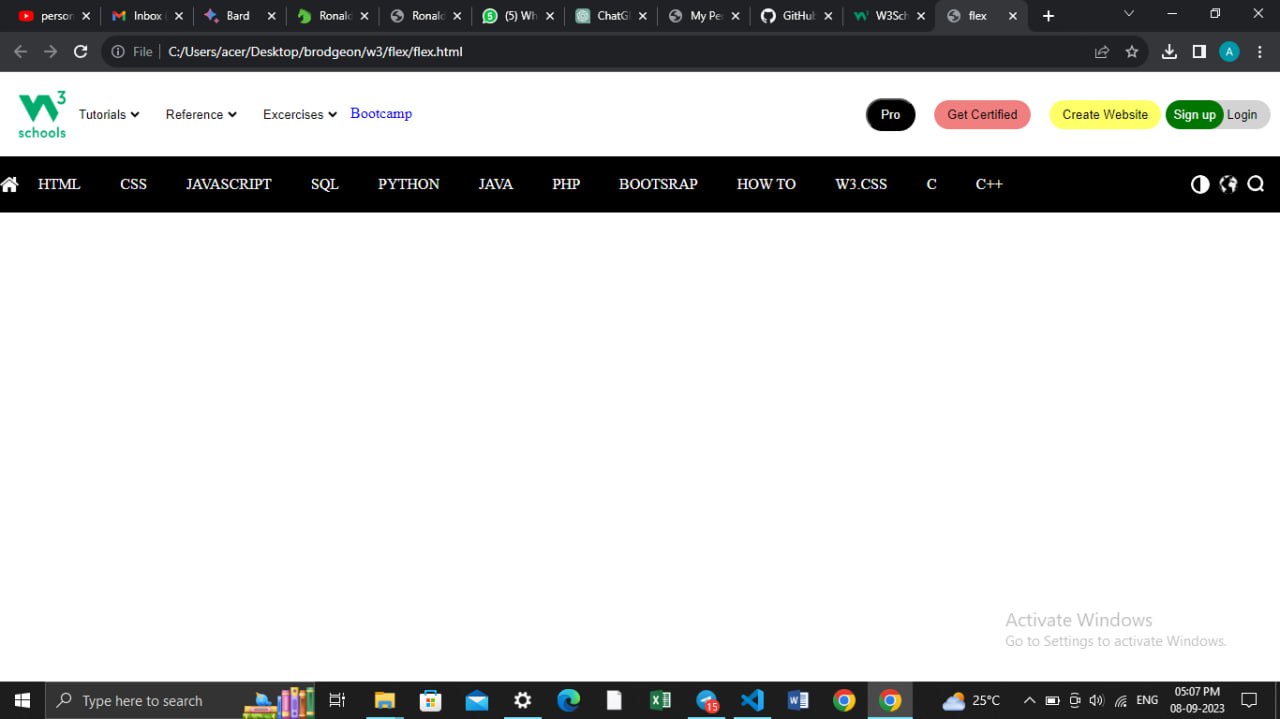 person Inbox ( Bard Ronald Ronald (5) Wh ChatG My Pe GitHub W3Sch flex
File C:/Users/acer/Desktop/brodgeon/w3/flex/flex.html A
W3 schools Tutorials Reference Excercises Bootcamp Pro Get Certified Create Website Sign up Login
HTML CSS JAVASCRIPT SQL PYTHON JAVA PHP BOOTSRAP HOW TO W3.CSS C C++
Activate Windows
Go to Settings to activate Windows.
Type here to search 15 25°C ENG 05:07 PM
08-09-2023